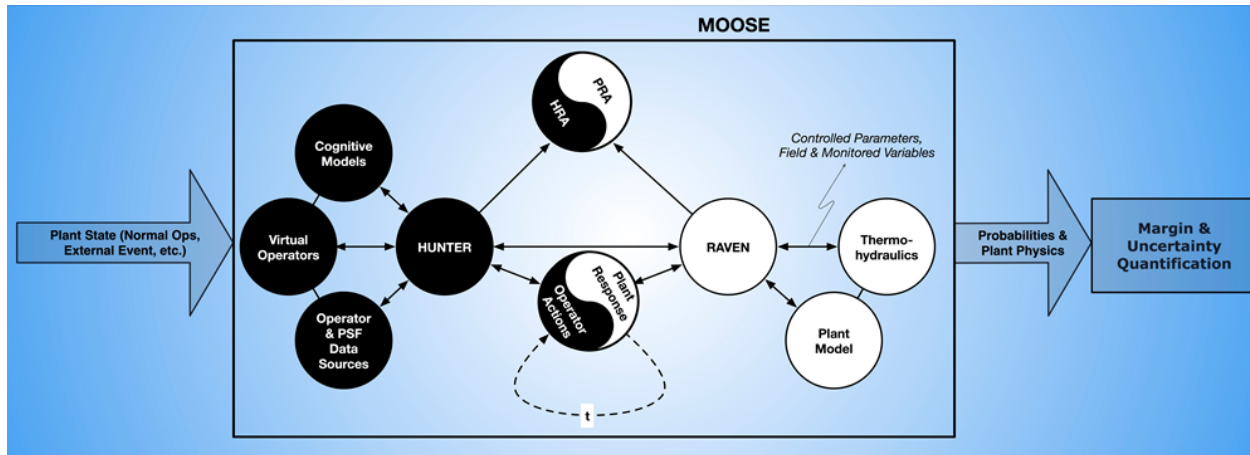 MOOSE
PRA
HRA
Cognitive
Models
Controlled Parameters,
Field & Monitored Variables
Plant State (Normal Ops,
External Event, etc.)
Virtual
Operators
HUNTER
RAVEN
Thermo-
hydraulics
Probabilities &
Plant Physics
Margin &
Uncertainty
Quantification
Plant
Response
Operator
Actions
Operator
& PSF
Data
Sources
Plant
Model
t